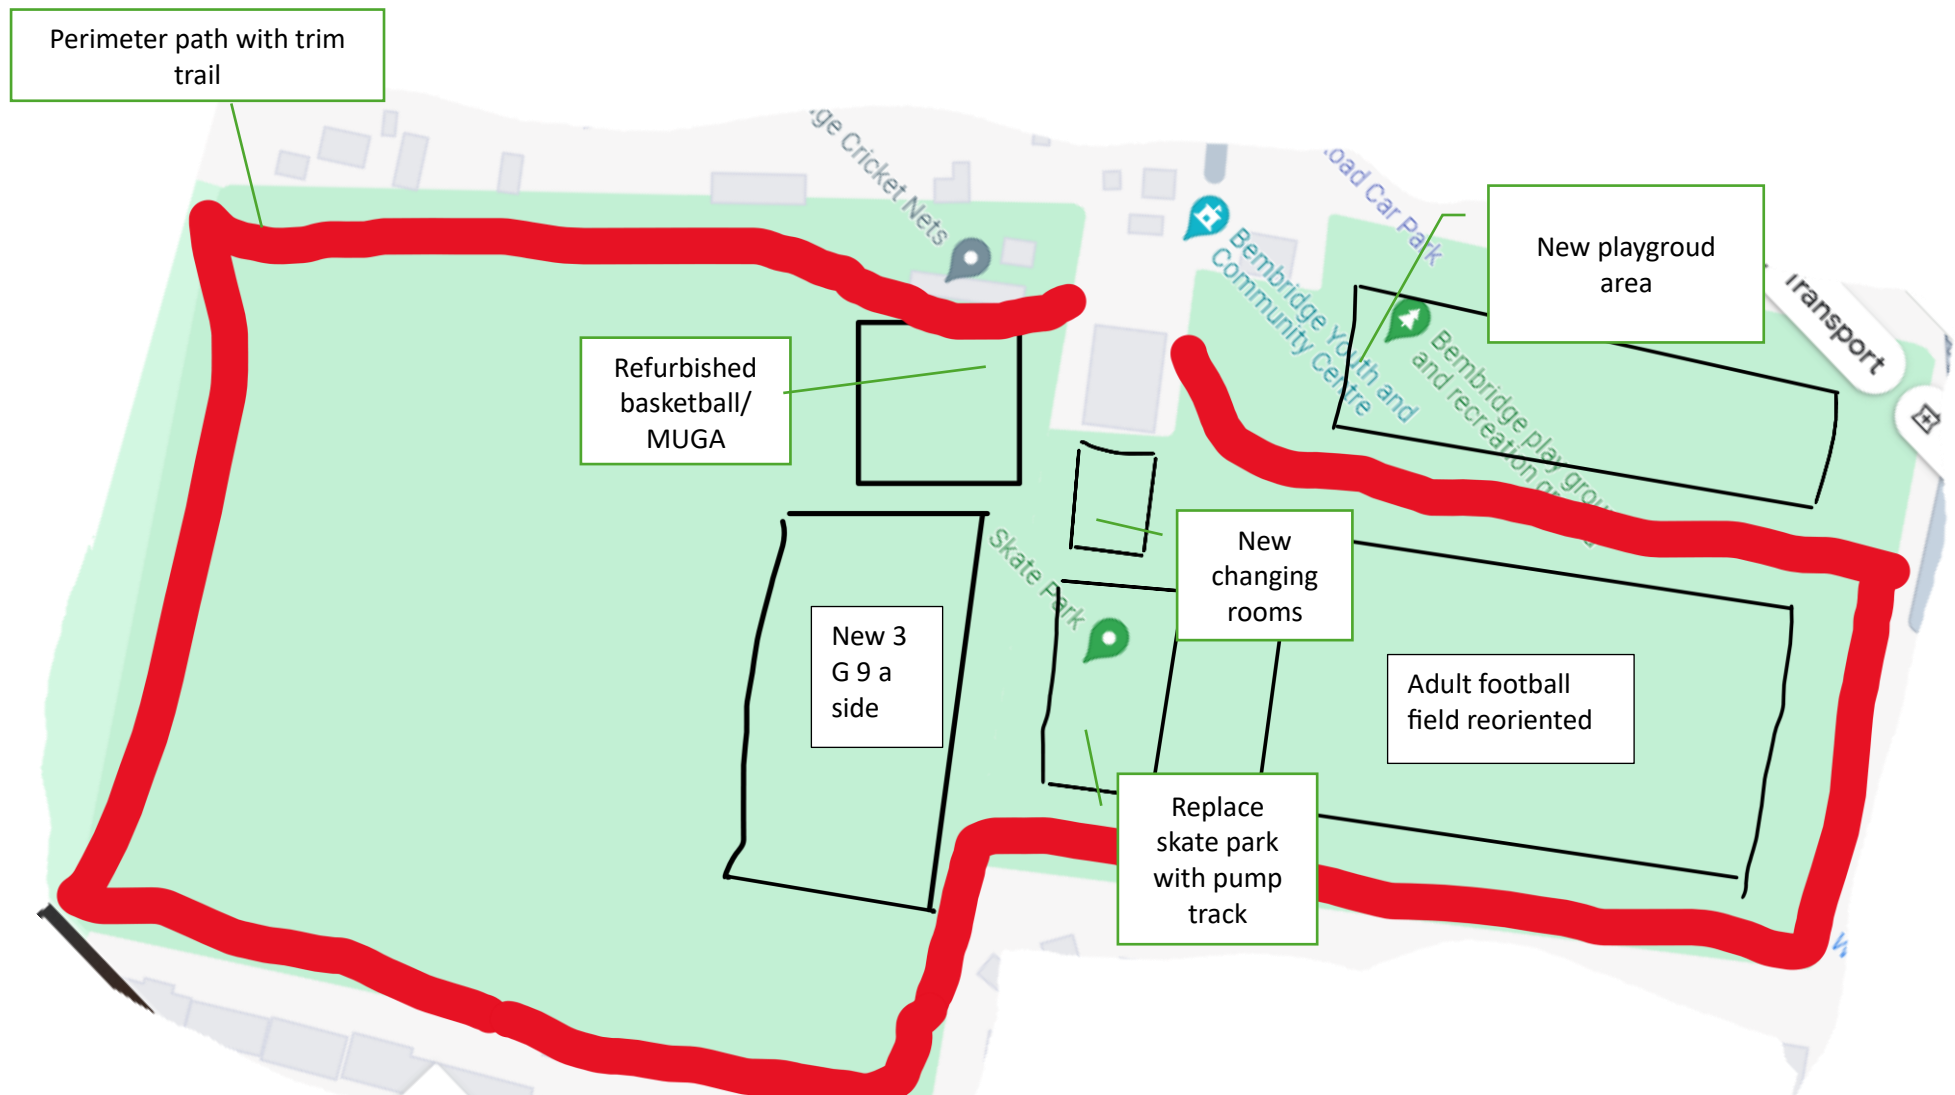 Perimeter path with trim
trail
ge Cricket Nets
oad Car Park
Bembridge Youth and
Community Centre
New playgroud
area
Transport
Bembridge play grou
and recreation gr
Refurbished
basketball/
MUGA
Skate Park
New
changing
rooms
New 3
G 9 a
side
Adult football
field reoriented
Replace
skate park
with pump
track
W